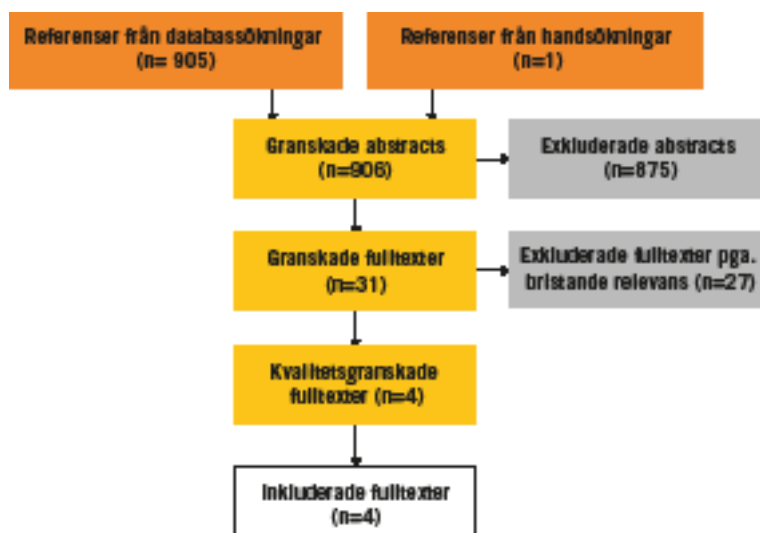 Referenser från databassökningar
(n= 905)
Referenser från handsökningar
(n=1)
Granskade abstracts
(n=906)
Exkluderade abstracts
(n=875)
Granskade fulltexter
(n=31)
Exkluderade fulltexter pga.
bristande relevans (n=27)
Kvalitetsgranskade
fulltexter (n=4)
Inkluderade fulltexter
(n=4)